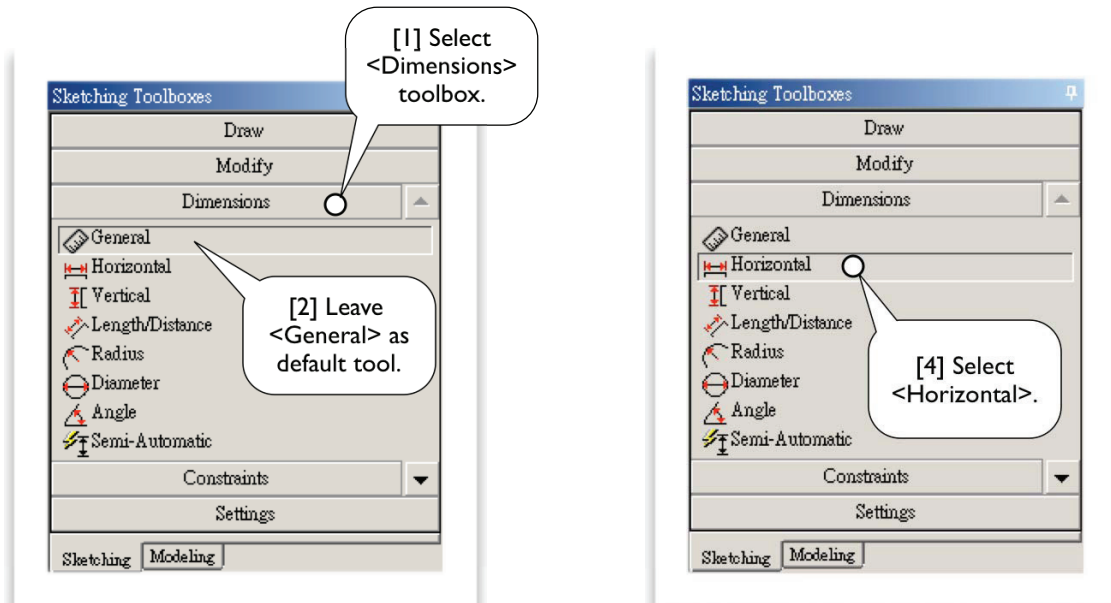 [1] Select
<Dimensions>
toolbox.
Sketching Toolboxes
Draw
Modify
Dimensions
General
Horizontal
Vertical
Length/Distance
Radius
Diameter
Angle
Semi-Automatic
[2] Leave
<General> as
default tool.
Constraints
Settings
Sketching
Modeling
Sketching Toolboxes
Draw
Modify
Dimensions
General
Horizontal
Vertical
Length/Distance
Radius
Diameter
Angle
Semi-Automatic
[4] Select
<Horizontal>.
Constraints
Settings
Sketching
Modeling